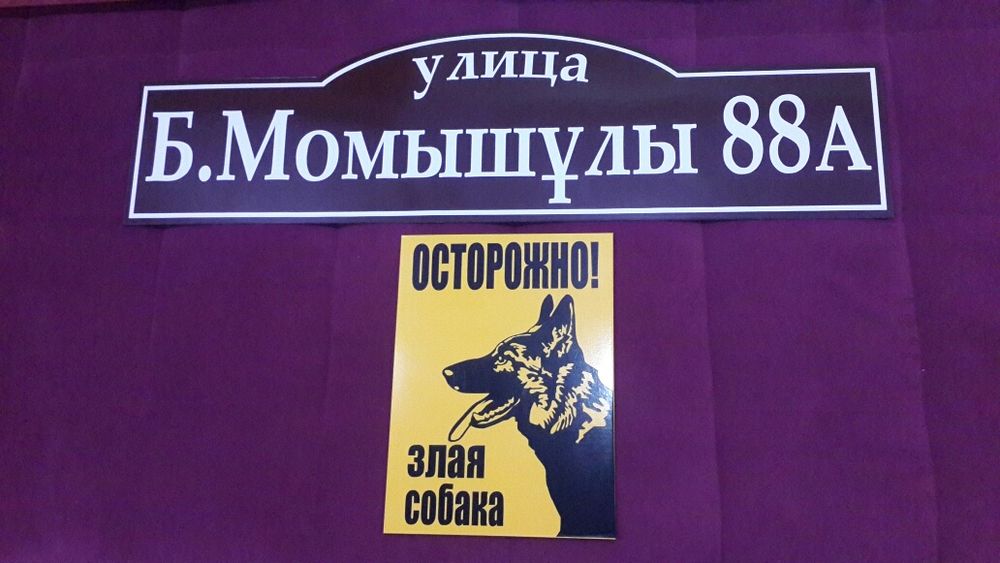 улица
Б.Момышұлы 88А
ОСТОРОЖНО!
злая
собака